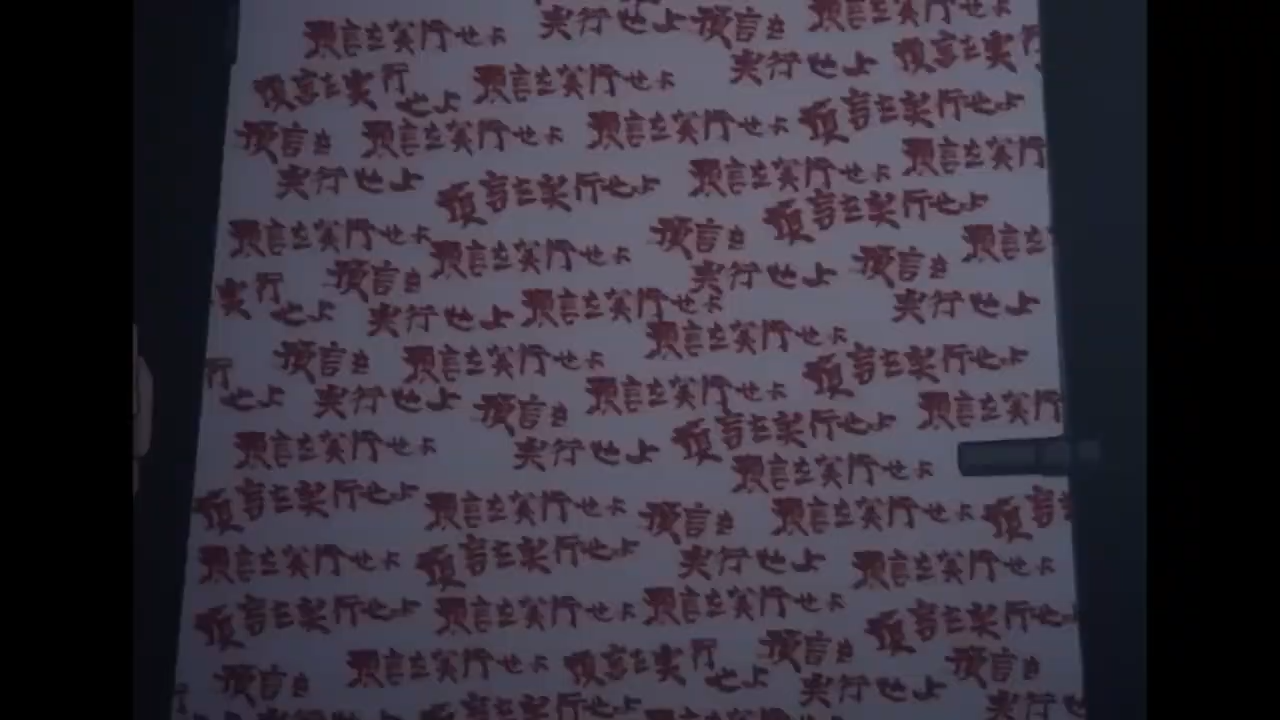 実行せよ 預言を 預言を実行せよ
預言を実行せよ
実行せよ 預言を実行
預言を実行せよ 預言を実行せよ
預言を 預言を実行せよ 預言を実行せよ 預言を実行せよ
預言を実行せよ 預言を実行
実行せよ 預言を実行せよ
預言を実行せよ 預言を実行せよ 預言を 預言を実行せよ
実行せよ 預言を 預言を
実行せよ 預言を 実行せよ
実行せよ 預言を実行せよ 実行せよ
預言を実行せよ
預言を 預言を実行せよ 預言を実行せよ
行せよ 実行せよ 預言を 預言を実行せよ 預言を実行
預言を実行せよ 実行せよ 預言を実行せよ
預言を実行せよ
預言を実行せよ 預言を実行せよ 預言を 預言を実行せよ 預言
預言を実行せよ 預言を実行せよ 実行せよ 預言を実行せよ
預言を実行せよ 預言を実行せよ 預言を実行せよ 預言を実行せよ
預言を 預言を実行せよ 預言を実行せよ 預言を 預言を
実行せよ 実行せ